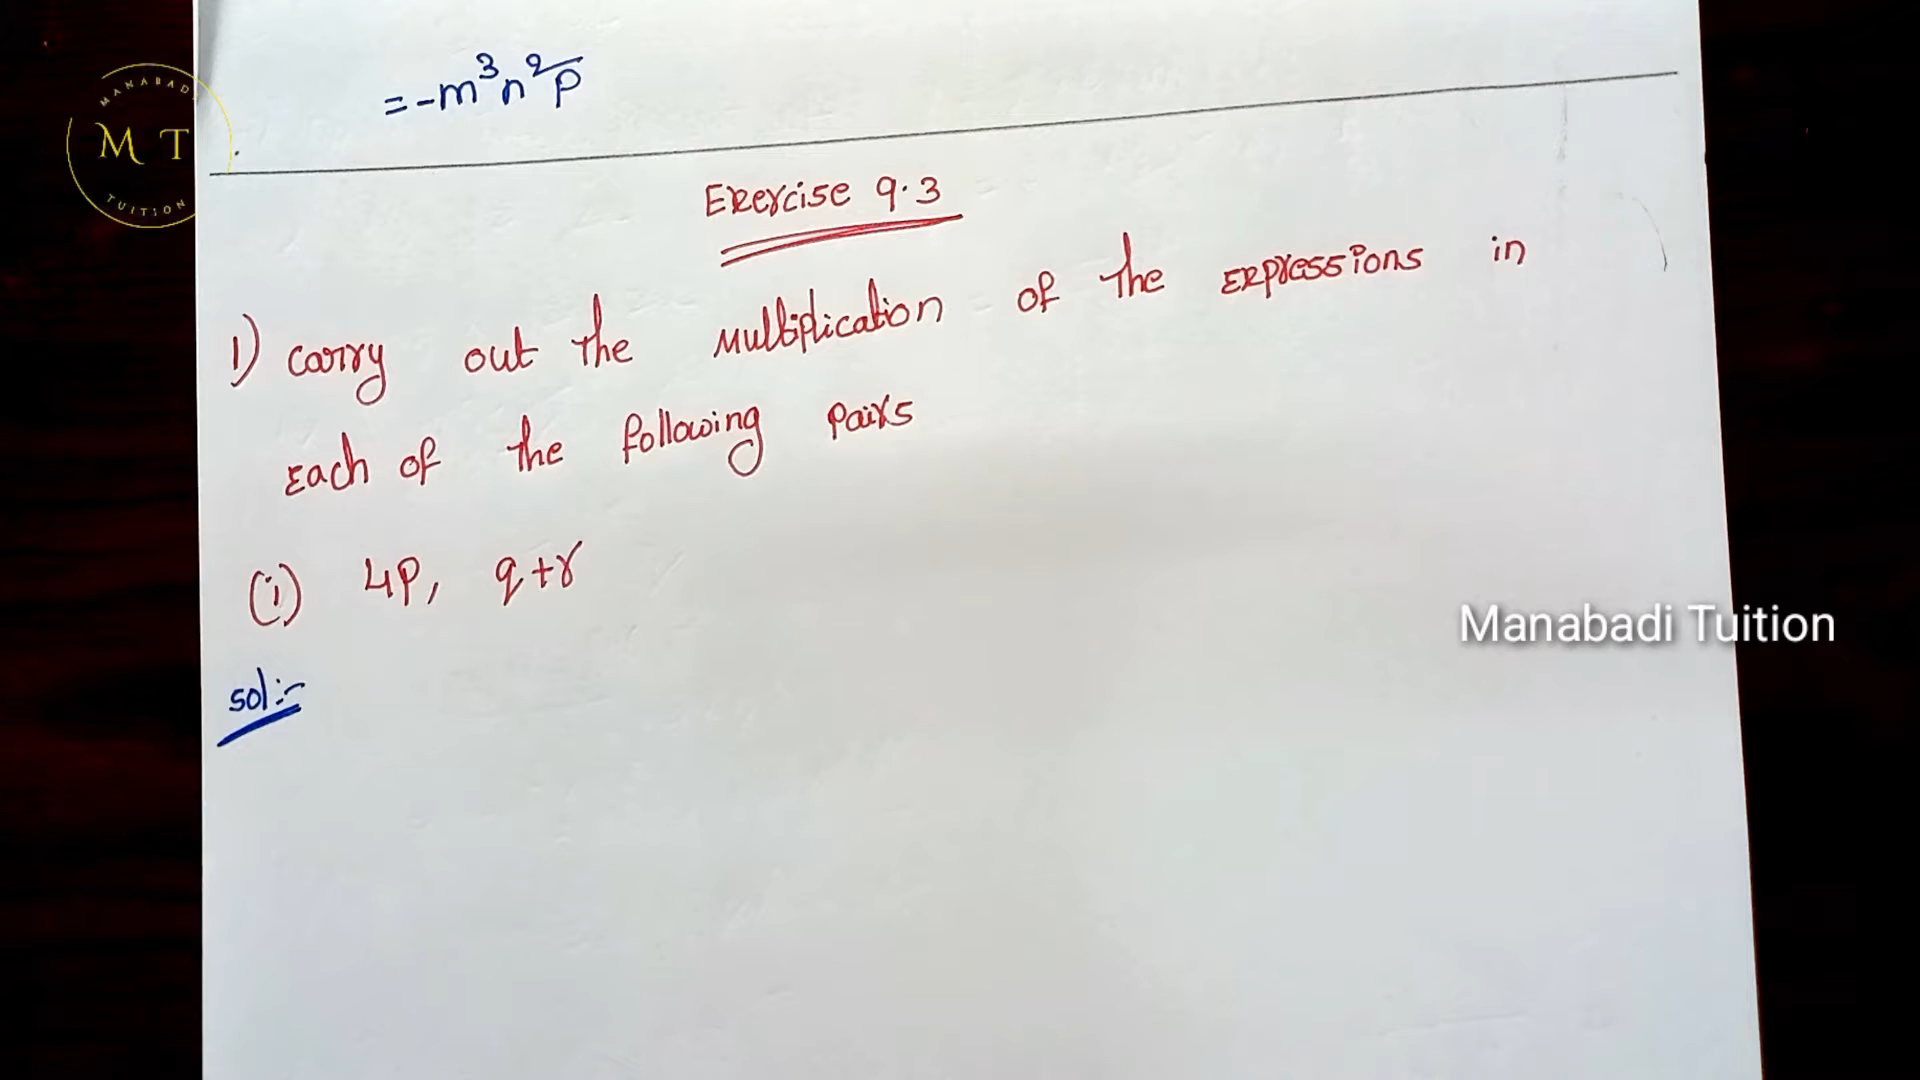 = -m³n²p
MANABADI
M T
TUITION
Exercise 9.3
1) carry out the Multiplication of the Expressions in
Each of the following pairs
(i) 4p, q+r
Manabadi Tuition
sol:-